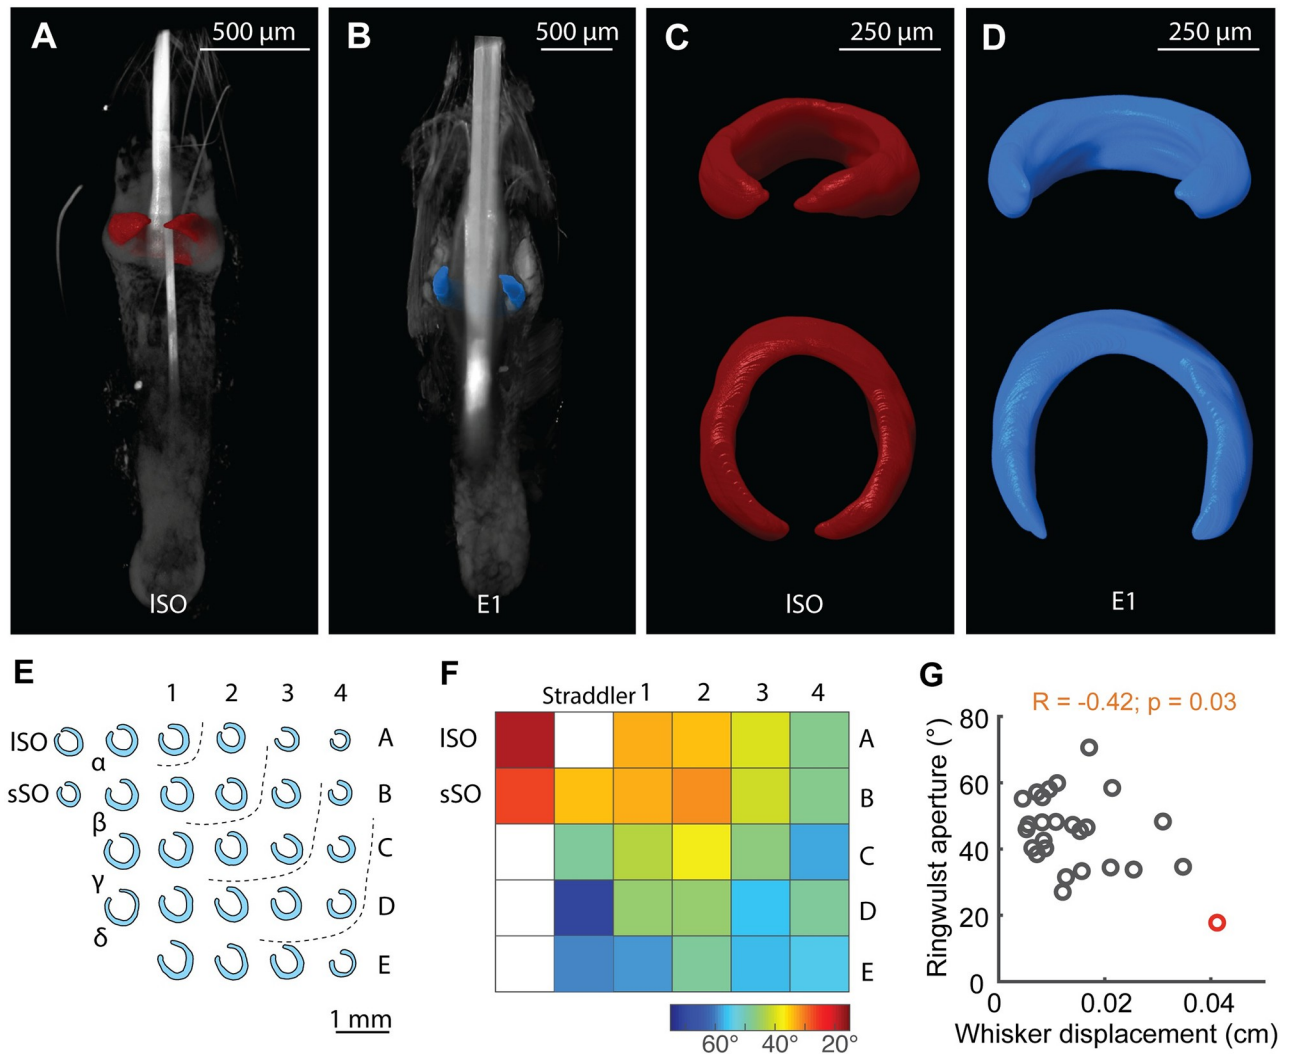 A
500 µm
ISO
B
500 µm
E1
C
250 µm
ISO
D
250 µm
E1
E
1 2 3 4
lSO A
α
sSO B
β
C
γ
D
δ
E
1 mm
F
Straddler 1 2 3 4
lSO A
sSO B
C
D
E
60° 40° 20°
G
R = -0.42; p = 0.03
Ringwulst aperture (°)
80
60
40
20
0
0 0.02 0.04
Whisker displacement (cm)